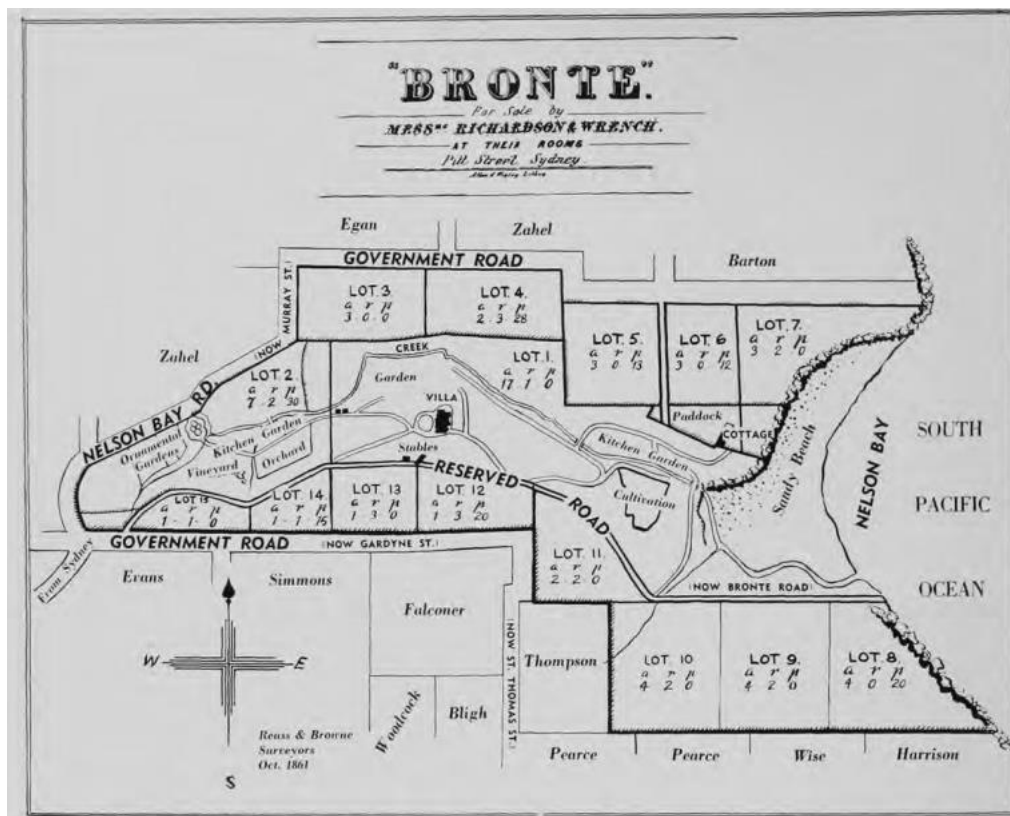 "BRONTE."
For Sale by
MESSRS RICHARDSON & WRENCH.
AT THEIR ROOMS
Pitt Street Sydney.
Egan
Zahel
GOVERNMENT ROAD
Barton
(NOW MURRAY ST.)
LOT. 3.
a r p
3 . 0 . 0
LOT. 4.
a r p
2 . 3 . 28
LOT. 5.
a r p
3 0 13
LOT. 6
a r p
3 0 12
LOT. 7.
a r p
3 2 0
Zahel
NELSON BAY RD.
LOT. 2.
a r p
7 . 2 . 30
CREEK
Garden
LOT. 1.
a r p
17 . 1 . 0
VILLA
Paddock
COTTAGE
Ornamental
Gardens
Kitchen Garden
Vineyard
Orchard
Stables
Kitchen Garden
Cultivation
Sandy Beach
NELSON BAY
SOUTH
PACIFIC
OCEAN
RESERVED
ROAD
LOT 15
a r p
1 - 1 - 0
LOT 14.
a r p
1 - 1 - 15
LOT 13
a r p
1 . 3 . 0
LOT 12
a r p
1 . 3 20
LOT. 11.
a r p
2 2 0
GOVERNMENT ROAD
(NOW GARDYNE ST.)
From Sydney
Evans
Simmons
Falconer
(NOW ST. THOMAS ST.)
(NOW BRONTE ROAD)
Thompson
LOT. 10
a r p
4 2 0
LOT. 9.
a r p
4 2 0
LOT. 8.
a r p
4 0 20
W
E
S
Woodcock
Bligh
Reuss & Browne
Surveyors
Oct. 1861
Pearce
Pearce
Wise
Harrison